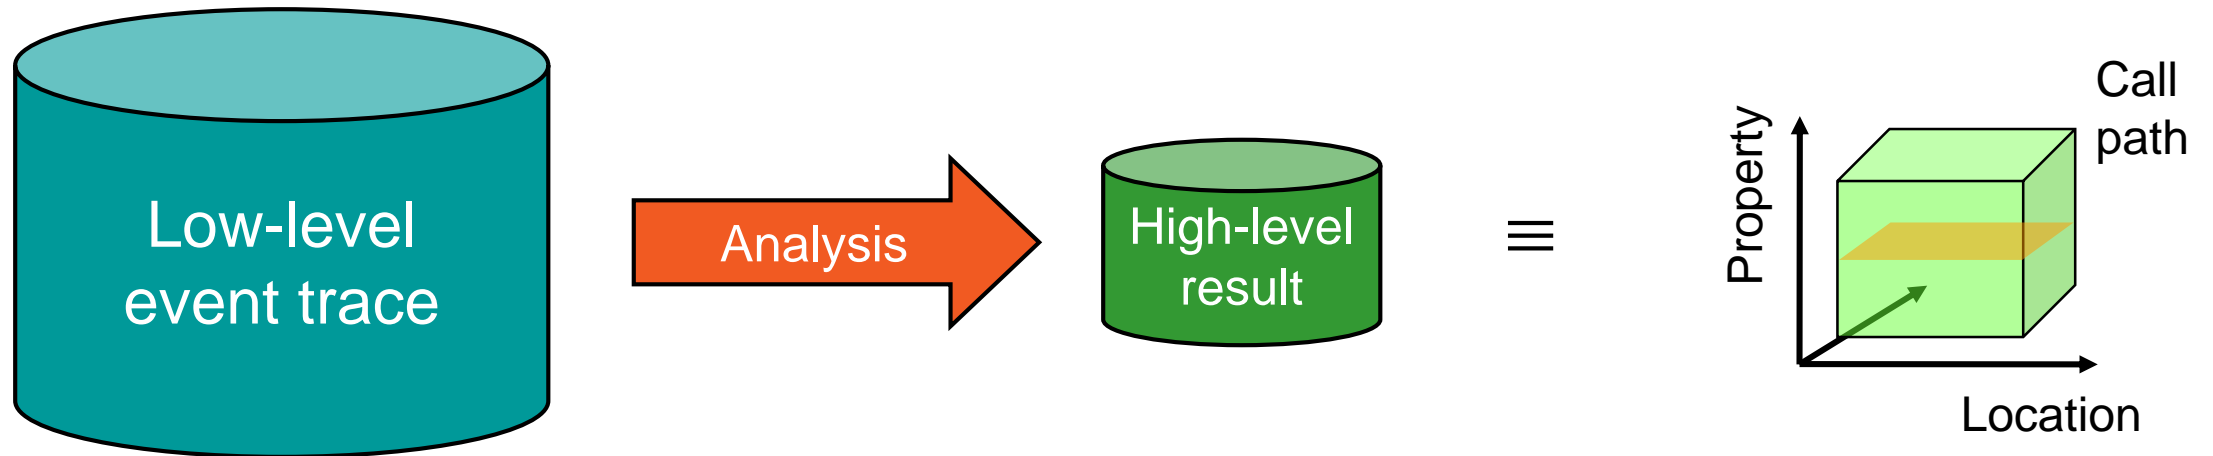 Low-level
event trace
Analysis
High-level
result
≡
Property
Call
path
Location